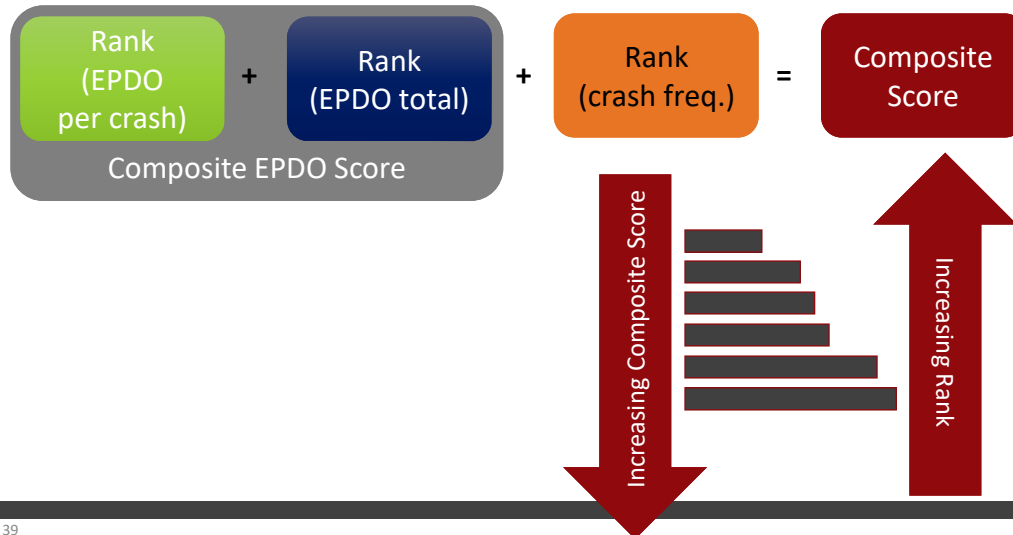 Rank
(EPDO
per crash)
+
Rank
(EPDO total)
+
Rank
(crash freq.)
=
Composite
Score
Composite EPDO Score
Increasing Composite Score
Increasing Rank
39